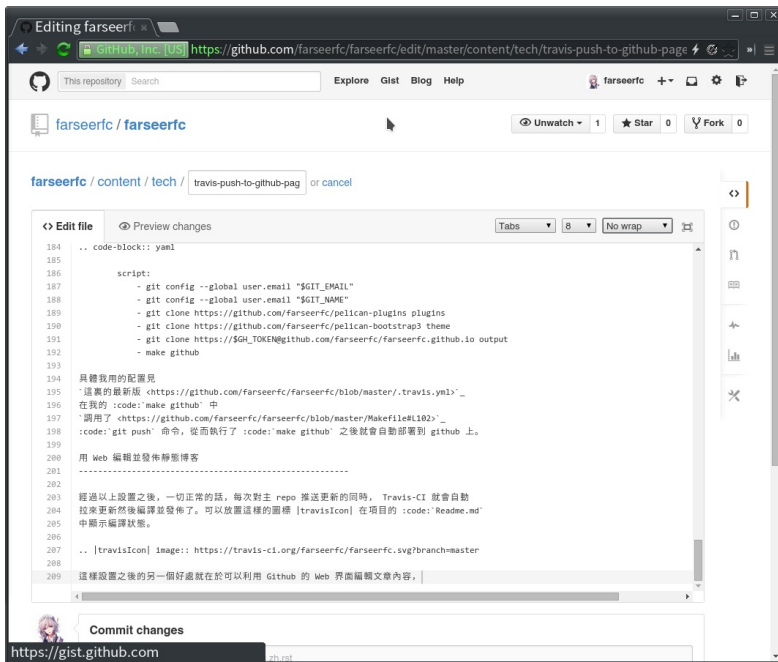 Editing farseerfc
GitHub, Inc. [US] https://github.com/farseerfc/farseerfc/edit/master/content/tech/travis-push-to-github-page
This repository Search Explore Gist Blog Help farseerfc
farseerfc / farseerfc Unwatch 1 Star 0 Fork 0
farseerfc / content / tech / travis-push-to-github-pag or cancel
Edit file Preview changes Tabs 8 No wrap
184 .. code-block:: yaml
185
186 script:
187 - git config --global user.email "$GIT_EMAIL"
188 - git config --global user.email "$GIT_NAME"
189 - git clone https://github.com/farseerfc/pelican-plugins plugins
190 - git clone https://github.com/farseerfc/pelican-bootstrap3 theme
191 - git clone https://$GH_TOKEN@github.com/farseerfc/farseerfc.github.io output
192 - make github
193
194 具體我用的配置見
195 `這裏的最新版 <https://github.com/farseerfc/farseerfc/blob/master/.travis.yml>`_
196 在我的 :code:`make github` 中
197 `調用了 <https://github.com/farseerfc/farseerfc/blob/master/Makefile#L102>`_
198 :code:`git push` 命令，從而執行了 :code:`make github` 之後就會自動部署到 github 上。
199
200 用 Web 編輯並發佈靜態博客
201 --------------------------------------------------------
202
203 經過以上設置之後，一切正常的話，每次對主 repo 推送更新的同時， Travis-CI 就會自動
204 拉來更新然後編譯並發佈了。可以放置這樣的圖標 |travisIcon| 在項目的 :code:`Readme.md`
205 中顯示編譯狀態。
206
207 .. |travisIcon| image:: https://travis-ci.org/farseerfc/farseerfc.svg?branch=master
208
209 這樣設置之後的另一個好處就在於可以利用 Github 的 Web 界面編輯文章內容，
Commit changes
https://gist.github.com
.zh.rst